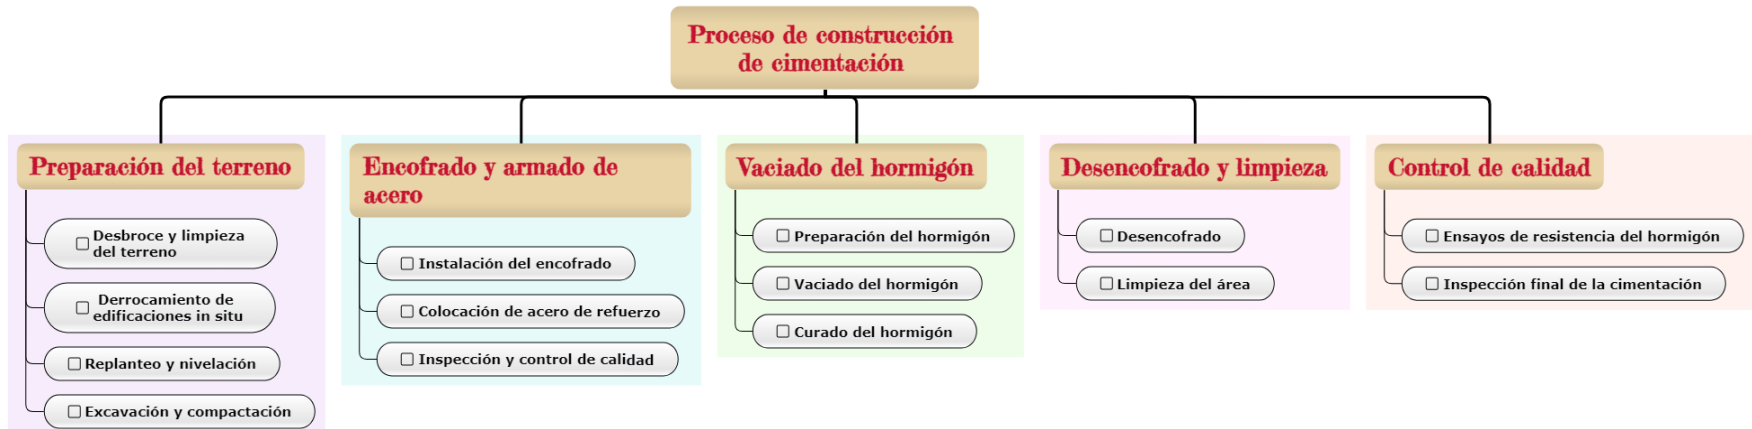 Proceso de construcción
de cimentación
Preparación del terreno
Desbroce y limpieza
del terreno
Derrocamiento de
edificaciones in situ
Replanteo y nivelación
Excavación y compactación
Encofrado y armado de
acero
Instalación del encofrado
Colocación de acero de refuerzo
Inspección y control de calidad
Vaciado del hormigón
Preparación del hormigón
Vaciado del hormigón
Curado del hormigón
Desencofrado y limpieza
Desencofrado
Limpieza del área
Control de calidad
Ensayos de resistencia del hormigón
Inspección final de la cimentación